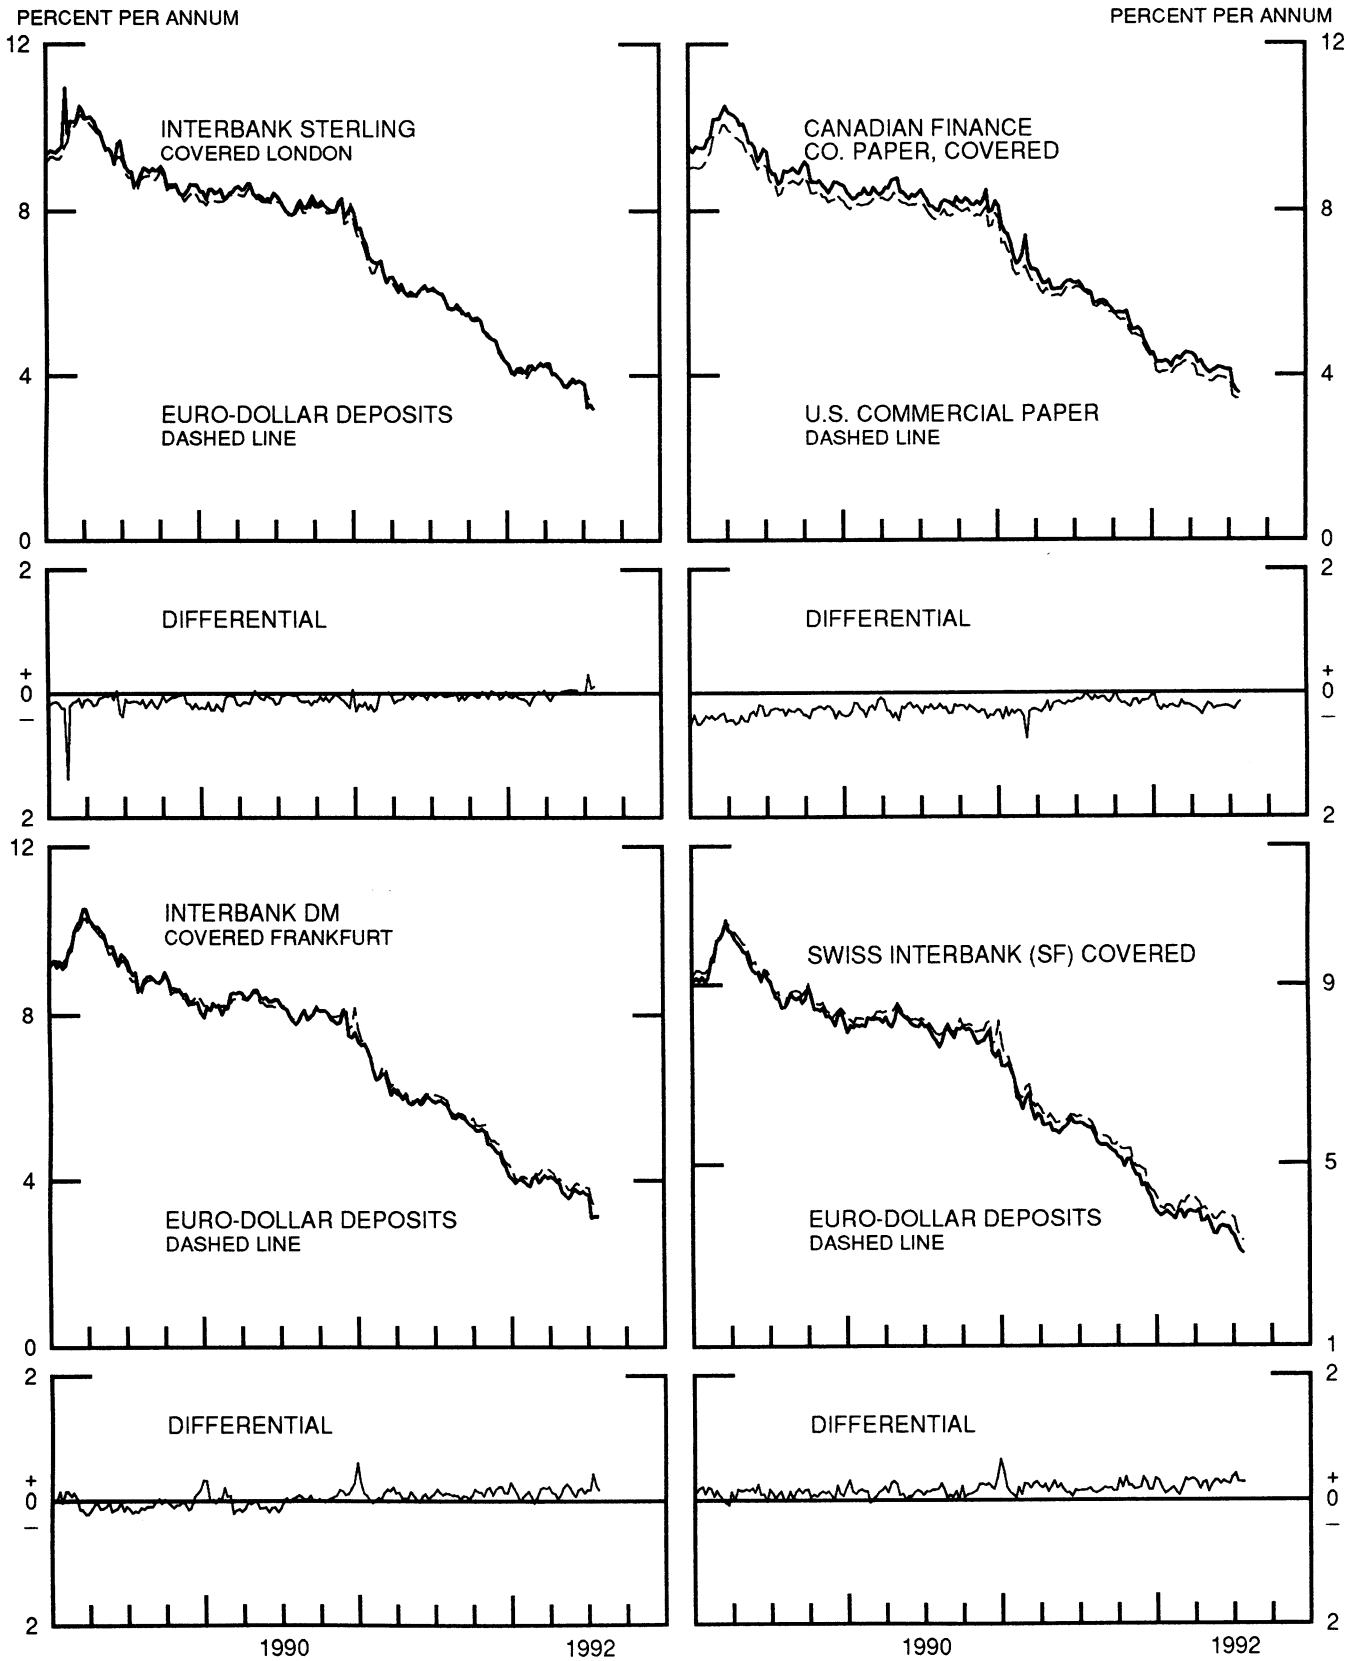 PERCENT PER ANNUM
PERCENT PER ANNUM
12
INTERBANK STERLING
COVERED LONDON
8
4
EURO-DOLLAR DEPOSITS
DASHED LINE
0
12
CANADIAN FINANCE
CO. PAPER, COVERED
8
4
U.S. COMMERCIAL PAPER
DASHED LINE
0
2
DIFFERENTIAL
+
0
−
2
2
DIFFERENTIAL
+
0
−
2
12
INTERBANK DM
COVERED FRANKFURT
8
4
EURO-DOLLAR DEPOSITS
DASHED LINE
0
SWISS INTERBANK (SF) COVERED
9
5
EURO-DOLLAR DEPOSITS
DASHED LINE
1
2
DIFFERENTIAL
+
0
−
2
1990
1992
2
DIFFERENTIAL
+
0
−
2
1990
1992